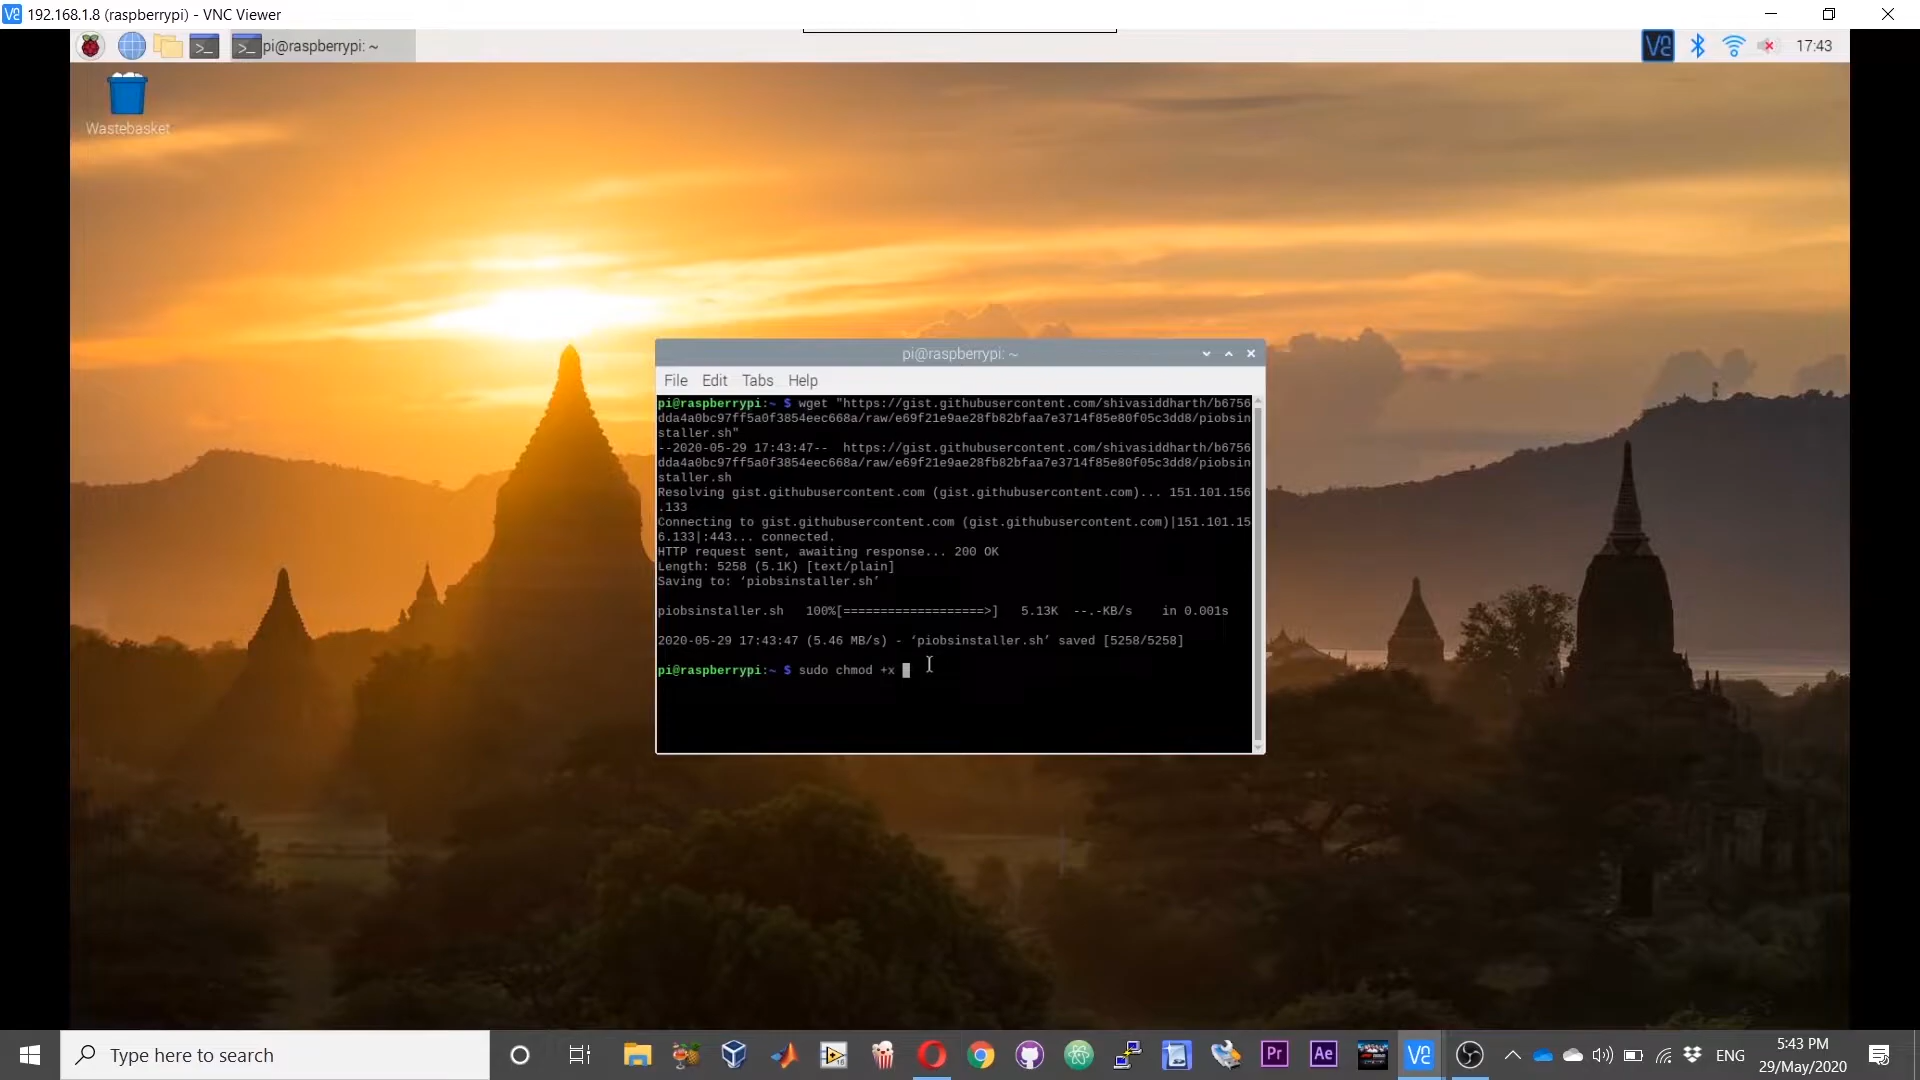 192.168.1.8 (raspberrypi) - VNC Viewer
pi@raspberrypi: ~
17:43
Wastebasket
pi@raspberrypi: ~
File Edit Tabs Help
pi@raspberrypi:~ $ wget "https://gist.githubusercontent.com/shivasiddharth/b6756
dda4a0bc97ff5a0f3854eec668a/raw/e69f21e9ae28fb82bfaa7e3714f85e80f05c3dd8/piobsin
staller.sh"
--2020-05-29 17:43:47--  https://gist.githubusercontent.com/shivasiddharth/b6756
dda4a0bc97ff5a0f3854eec668a/raw/e69f21e9ae28fb82bfaa7e3714f85e80f05c3dd8/piobsin
staller.sh
Resolving gist.githubusercontent.com (gist.githubusercontent.com)... 151.101.156
.133
Connecting to gist.githubusercontent.com (gist.githubusercontent.com)|151.101.15
6.133|:443... connected.
HTTP request sent, awaiting response... 200 OK
Length: 5258 (5.1K) [text/plain]
Saving to: ‘piobsinstaller.sh’
piobsinstaller.sh   100%[===================>]   5.13K  --.-KB/s    in 0.001s
2020-05-29 17:43:47 (5.46 MB/s) - ‘piobsinstaller.sh’ saved [5258/5258]
pi@raspberrypi:~ $ sudo chmod +x
Type here to search
Pr
Ae
ENG
5:43 PM
29/May/2020